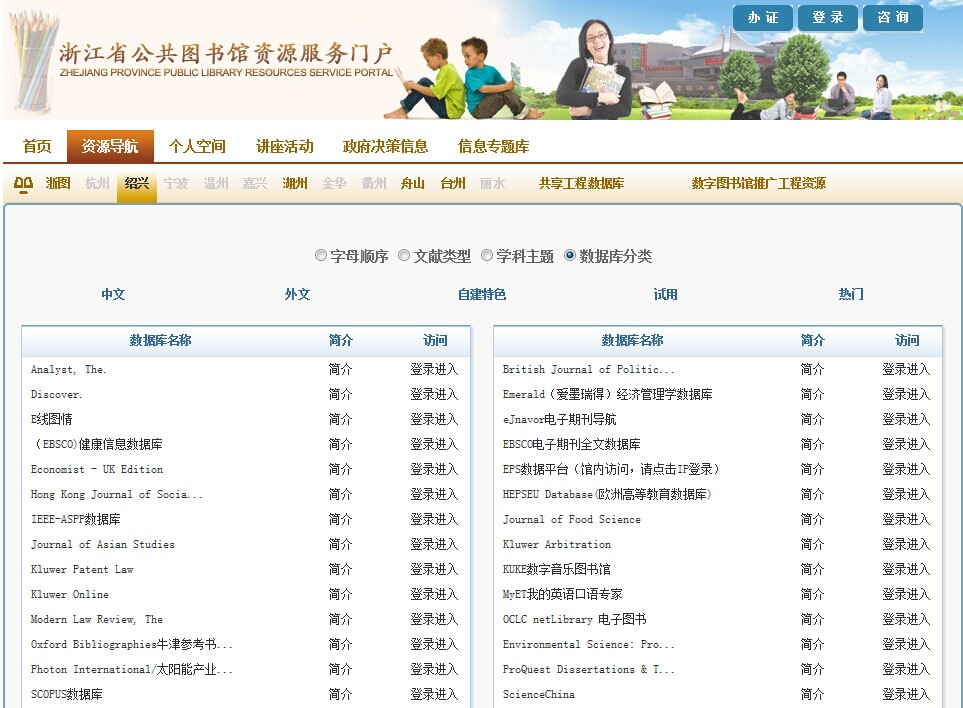 办 证 登 录 咨 询
浙江省公共图书馆资源服务门户
ZHEJIANG PROVINCE PUBLIC LIBRARY RESOURCES SERVICE PORTAL
首页 资源导航 个人空间 讲座活动 政府决策信息 信息专题库
浙图 杭州 绍兴 宁波 温州 嘉兴 湖州 金华 衢州 舟山 台州 丽水 共享工程数据库 数字图书馆推广工程资源
字母顺序 文献类型 学科主题 数据库分类
中文 外文 自建特色 试用 热门
数据库名称 简介 访问 数据库名称 简介 访问
Analyst, The. 简介 登录进入 British Journal of Politic... 简介 登录进入
Discover. 简介 登录进入 Emerald（爱墨瑞得）经济管理学数据库 简介 登录进入
E线图情 简介 登录进入 eJnavor电子期刊导航 简介 登录进入
（EBSCO)健康信息数据库 简介 登录进入 EBSCO电子期刊全文数据库 简介 登录进入
Economist - UK Edition 简介 登录进入 EPS数据平台（馆内访问，请点击IP登录） 简介 登录进入
Hong Kong Journal of Socia... 简介 登录进入 HEPSEU Database(欧洲高等教育数据库) 简介 登录进入
IEEE-ASPP数据库 简介 登录进入 Journal of Food Science 简介 登录进入
Journal of Asian Studies 简介 登录进入 Kluwer Arbitration 简介 登录进入
Kluwer Patent Law 简介 登录进入 KUKE数字音乐图书馆 简介 登录进入
Kluwer Online 简介 登录进入 MyET我的英语口语专家 简介 登录进入
Modern Law Review, The 简介 登录进入 OCLC netLibrary 电子图书 简介 登录进入
Oxford Bibliographies牛津参考书... 简介 登录进入 Environmental Science: Pro... 简介 登录进入
Photon International/太阳能产业... 简介 登录进入 ProQuest Dissertations & T... 简介 登录进入
SCOPUS数据库 简介 登录进入 ScienceChina 简介 登录进入